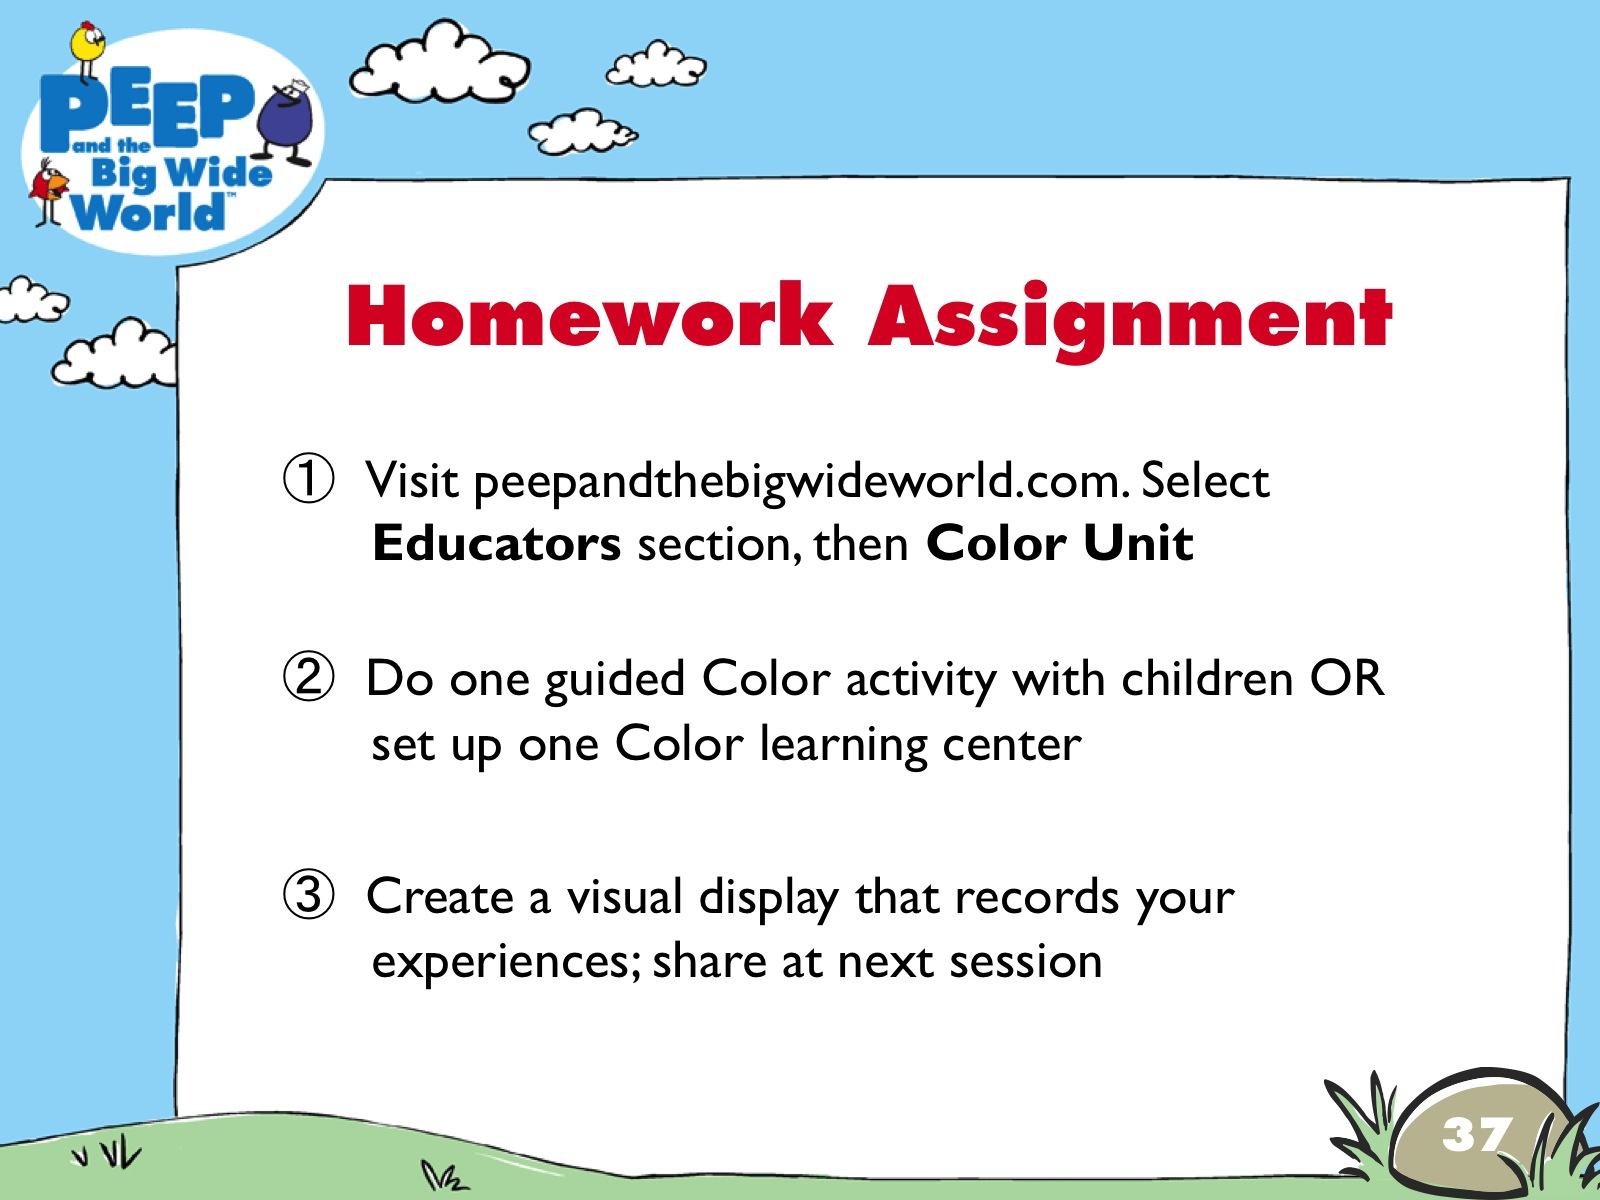 PEEP
and the
Big Wide
World™
Homework Assignment
① Visit peepandthebigwideworld.com. Select
Educators section, then Color Unit
② Do one guided Color activity with children OR
set up one Color learning center
③ Create a visual display that records your
experiences; share at next session
37